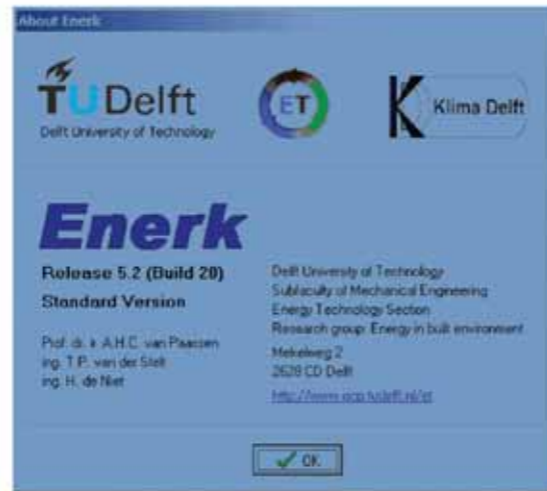 About Enerk
TU Delft
Delft University of Technology
ET
Klima Delft
Enerk
Release 5.2 (Build 20)
Standard Version
Prof. dr. ir. A.H.C. van Paassen
ing. T.P. van der Stelt
ing. H. de Niet
Delft University of Technology
Subfaculty of Mechanical Engineering
Energy Technology Section
Research group: Energy in built environment
Mekelweg 2
2628 CD Delft
OK